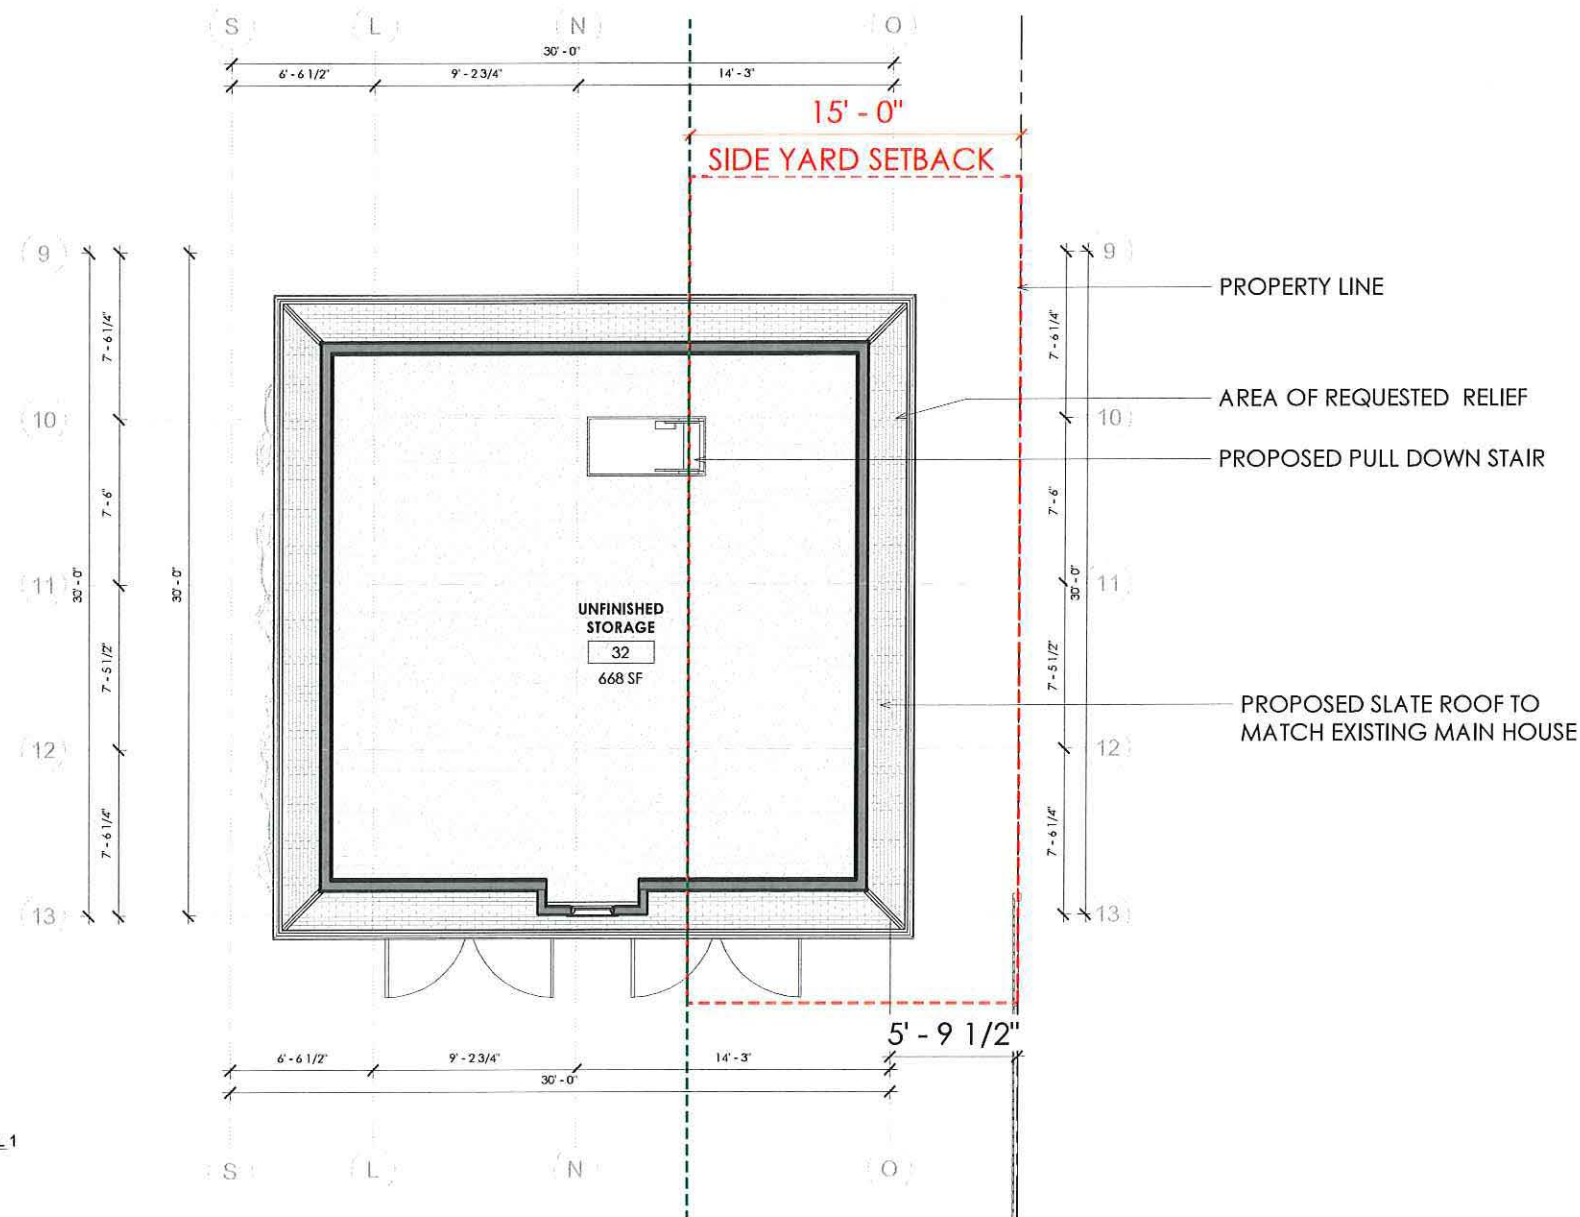 S L N O
30' - 0"
6' - 6 1/2" 9' - 2 3/4" 14' - 3"
15' - 0"
SIDE YARD SETBACK
9 9
PROPERTY LINE
7' - 6 1/4" 7' - 6 1/4"
AREA OF REQUESTED RELIEF
10 10
PROPOSED PULL DOWN STAIR
7' - 6" 7' - 6"
11 30' - 0" 30' - 0" 30' - 0" 11
UNFINISHED
STORAGE
32
668 SF
7' - 5 1/2" 7' - 5 1/2"
PROPOSED SLATE ROOF TO
MATCH EXISTING MAIN HOUSE
12 12
7' - 6 1/4" 7' - 6 1/4"
13 13
5' - 9 1/2"
6' - 6 1/2" 9' - 2 3/4" 14' - 3"
30' - 0"
1
S L N O